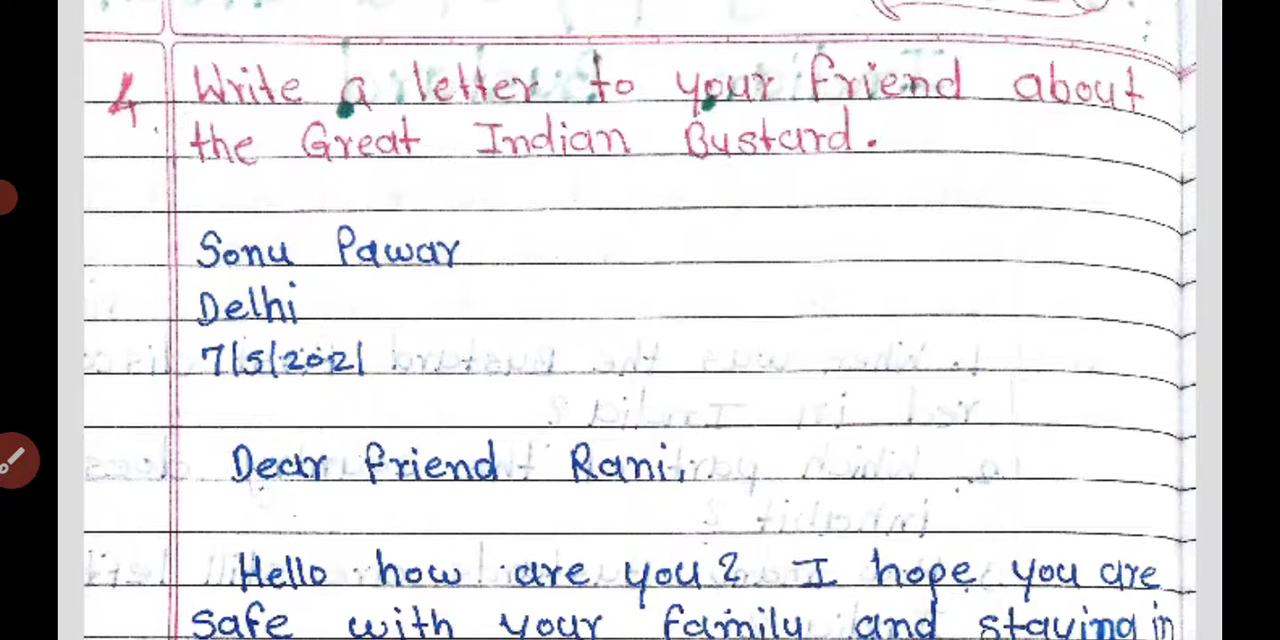 4. Write a letter to your friend about
the Great Indian Bustard.
Sonu Pawar
Delhi
7/5/2021
Dear friend Rani,
Hello how are you? I hope you are
safe with your family and staying in